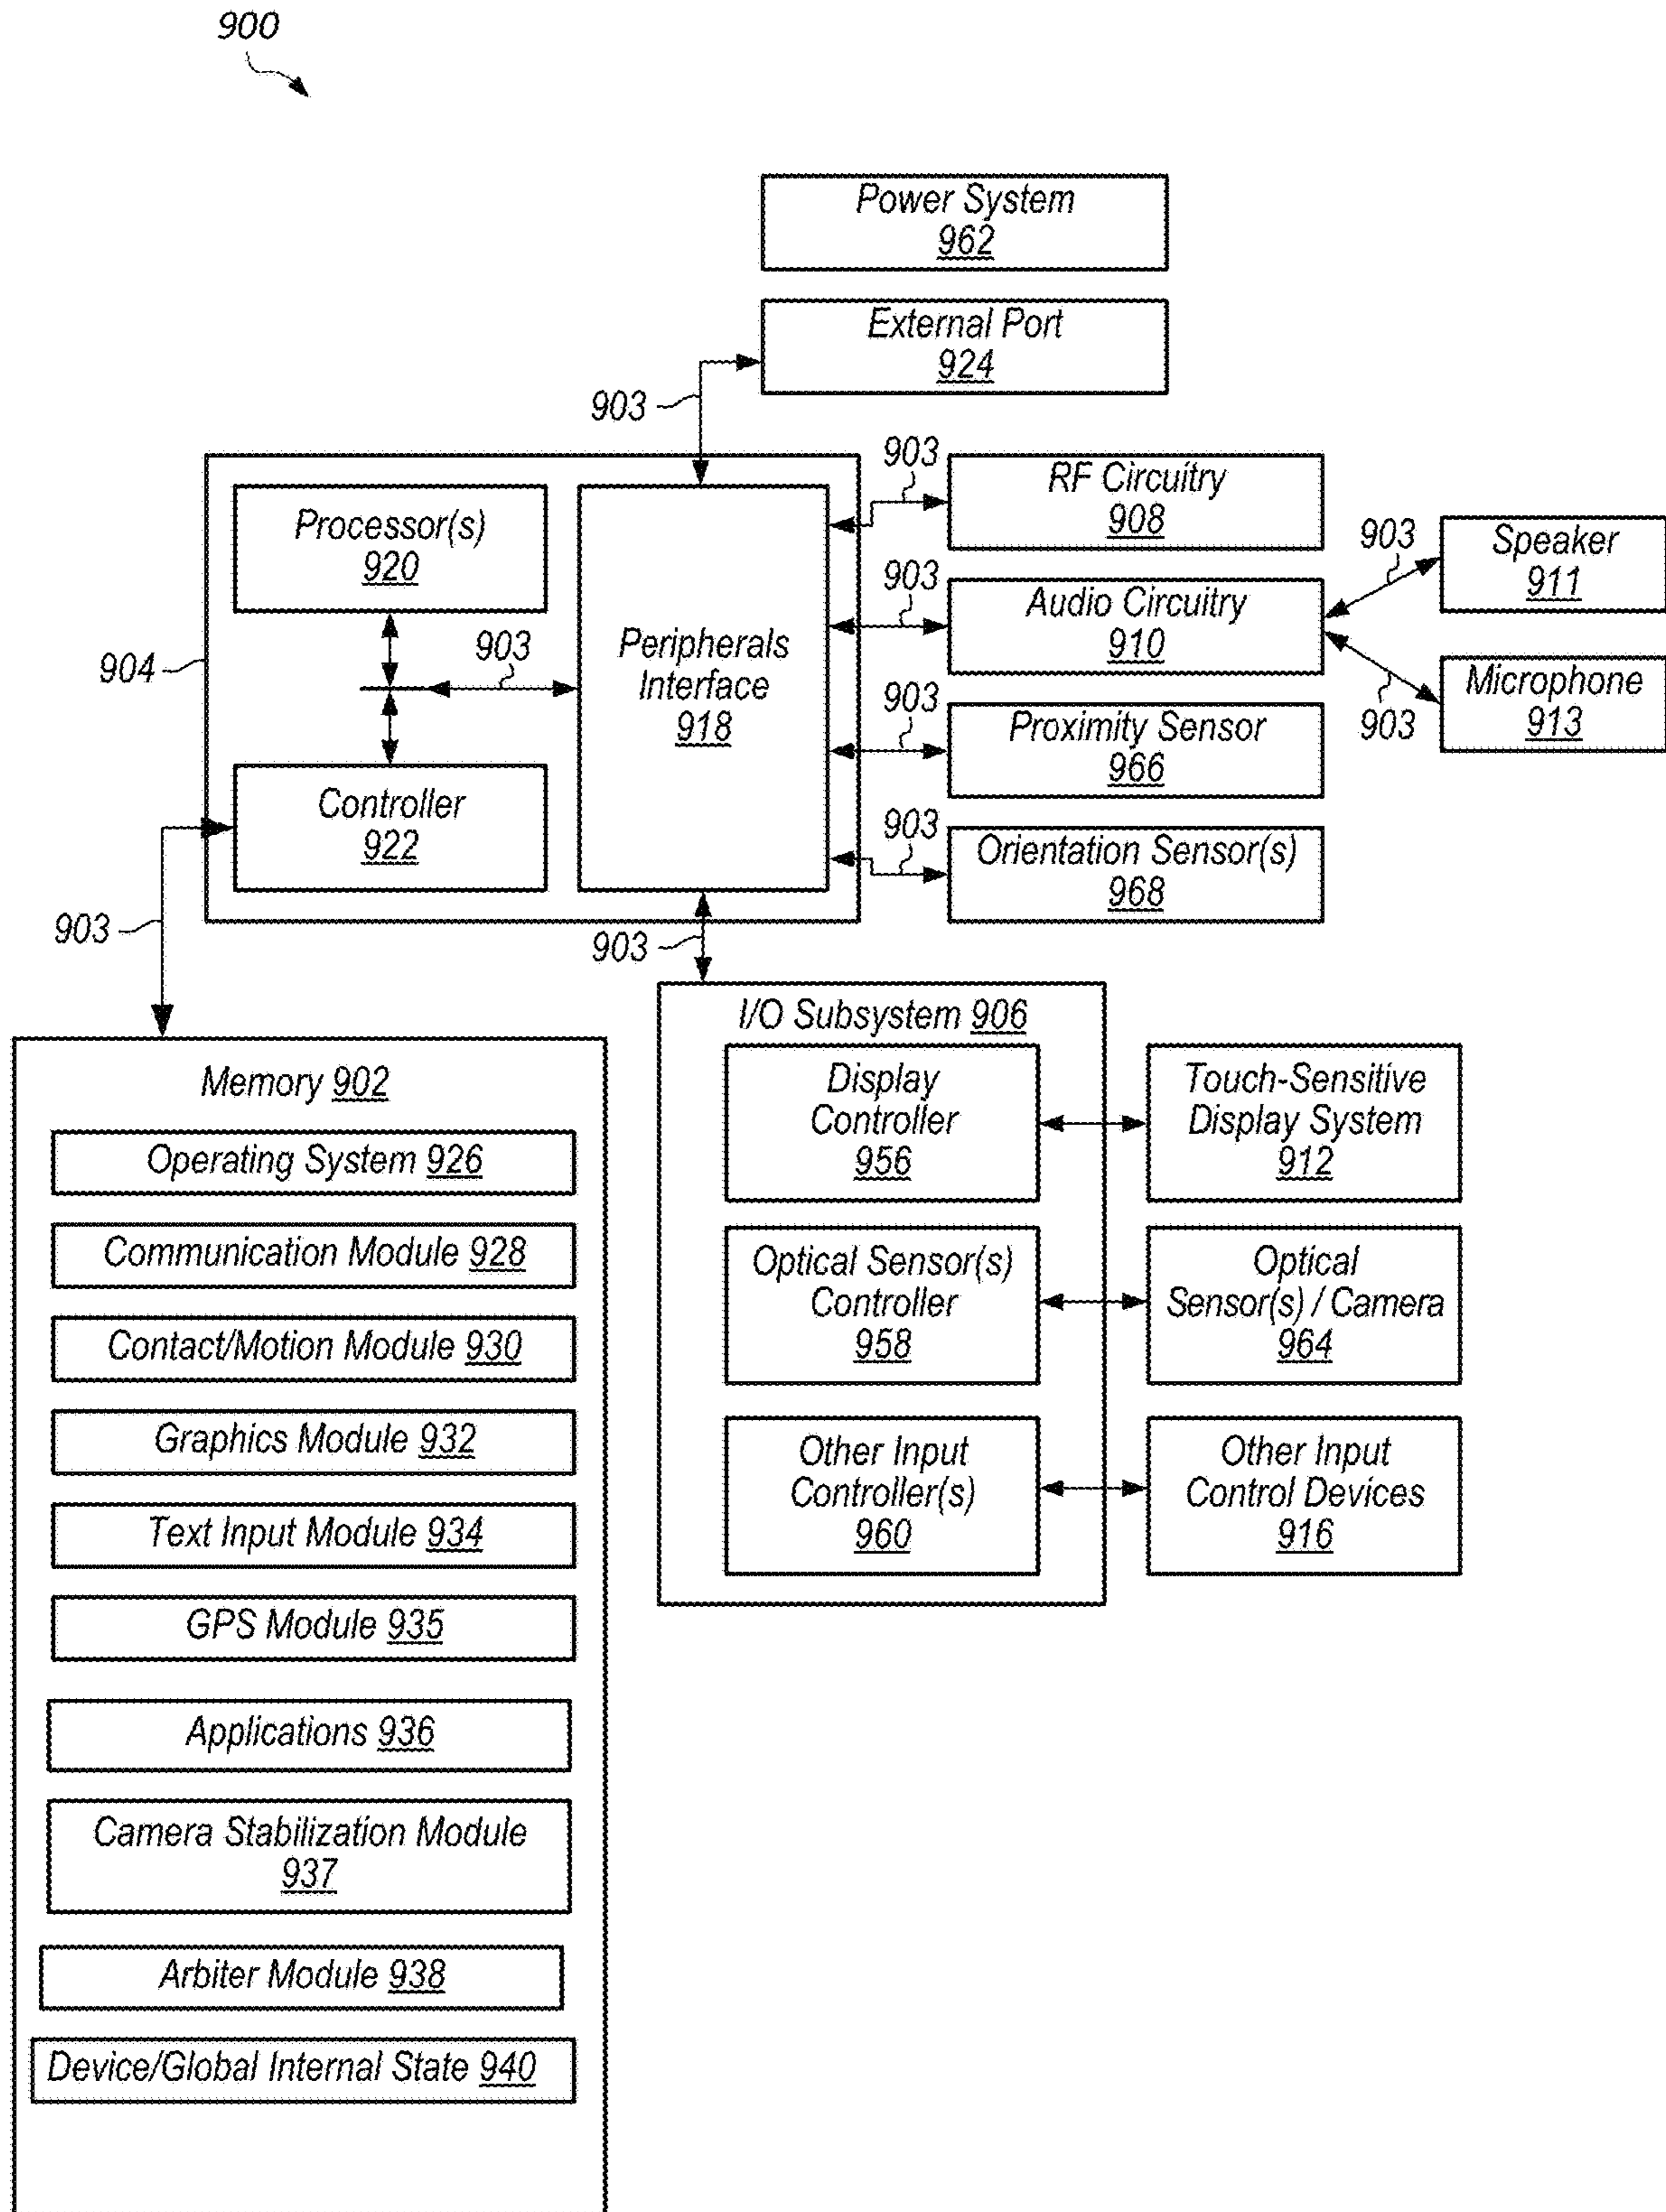 900
Power System
962
External Port
924
903
903
RF Circuitry
908
Processor(s)
920
903
Peripherals
Interface
918
904
903
Audio Circuitry
910
903
Speaker
911
903
Microphone
913
903
Proximity Sensor
966
Controller
922
903
Orientation Sensor(s)
968
903
903
Memory 902
Operating System 926
Communication Module 928
Contact/Motion Module 930
Graphics Module 932
Text Input Module 934
GPS Module 935
Applications 936
Camera Stabilization Module
937
Arbiter Module 938
Device/Global Internal State 940
I/O Subsystem 906
Display
Controller
956
Touch-Sensitive
Display System
912
Optical Sensor(s)
Controller
958
Optical
Sensor(s) / Camera
964
Other Input
Controller(s)
960
Other Input
Control Devices
916